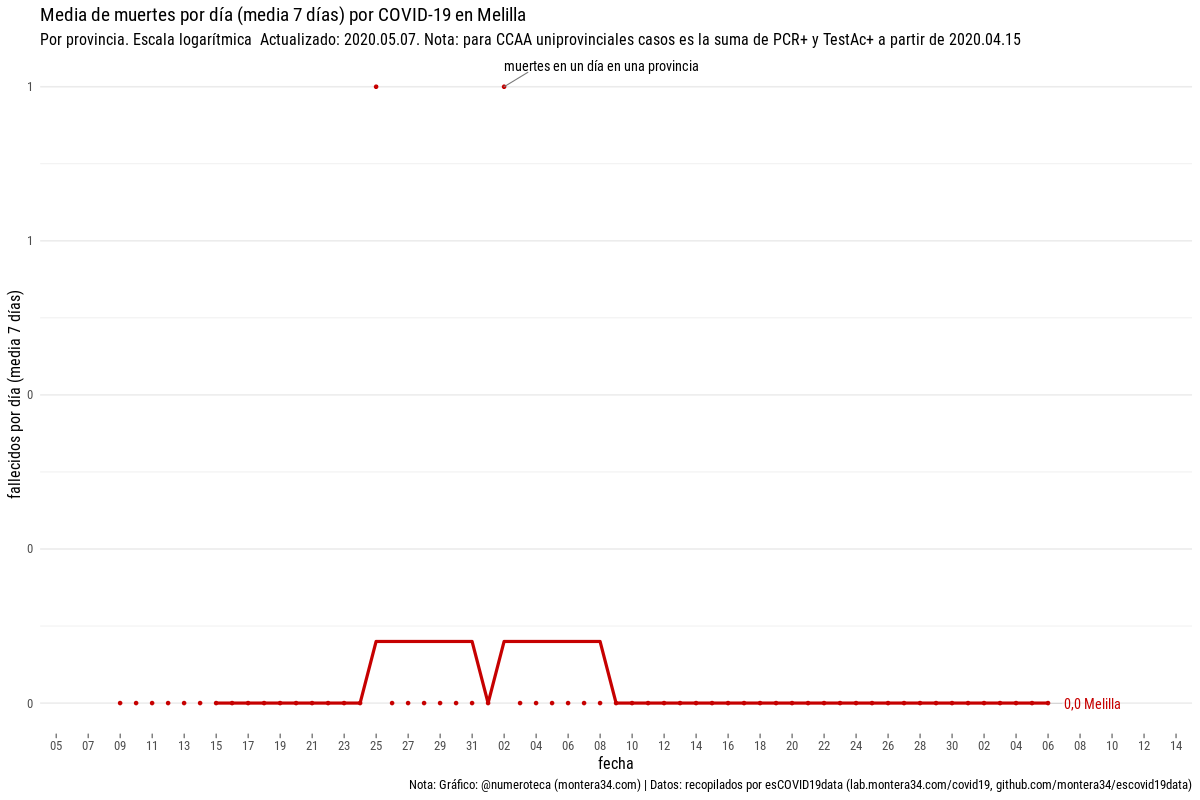 Media de muertes por día (media 7 días) por COVID-19 en Melilla
Por provincia. Escala logarítmica  Actualizado: 2020.05.07. Nota: para CCAA uniprovinciales casos es la suma de PCR+ y TestAc+ a partir de 2020.04.15
muertes en un día en una provincia
1
1
0
0
0
fallecidos por día (media 7 días)
0,0 Melilla
05 07 09 11 13 15 17 19 21 23 25 27 29 31 02 04 06 08 10 12 14 16 18 20 22 24 26 28 30 02 04 06 08 10 12 14
fecha
Nota: Gráfico: @numeroteca (montera34.com) | Datos: recopilados por esCOVID19data (lab.montera34.com/covid19, github.com/montera34/escovid19data)